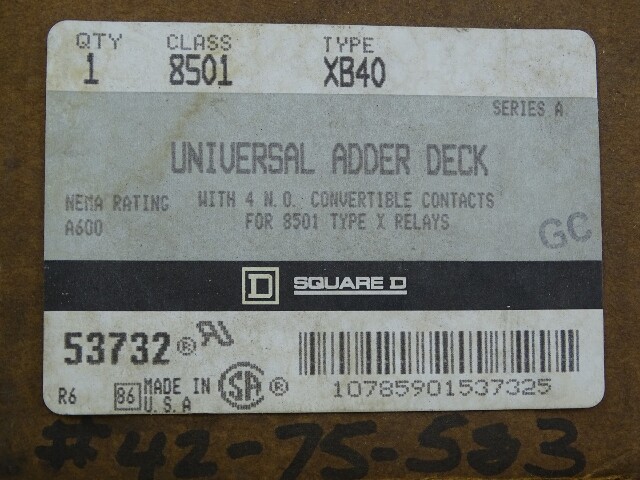 QTY CLASS TYPE
1 8501 XB40
SERIES A
UNIVERSAL ADDER DECK
NEMA RATING WITH 4 N.O. CONVERTIBLE CONTACTS
A600 FOR 8501 TYPE X RELAYS
GC
D SQUARE D
53732 ® UR
R6 86 MADE IN U.S.A SA ®
10785901537325
#42-75-583